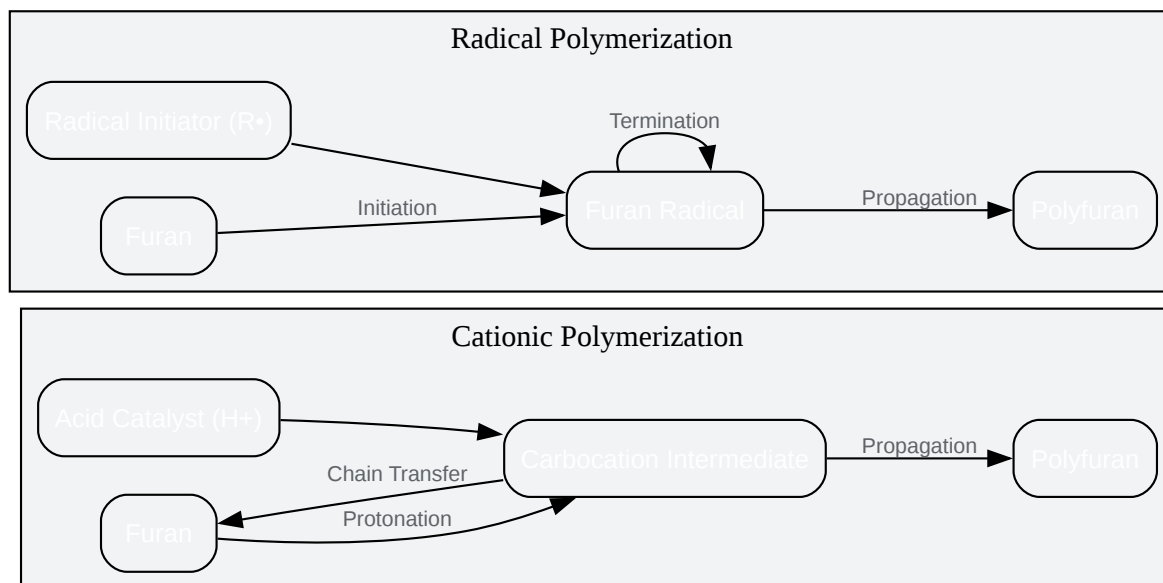 Radical Polymerization
Radical Initiator (R•)
Termination
Furan
Initiation
Furan Radical
Propagation
Polyfuran
Cationic Polymerization
Acid Catalyst (H+)
Chain Transfer
Furan
Protonation
Carbocation Intermediate
Propagation
Polyfuran